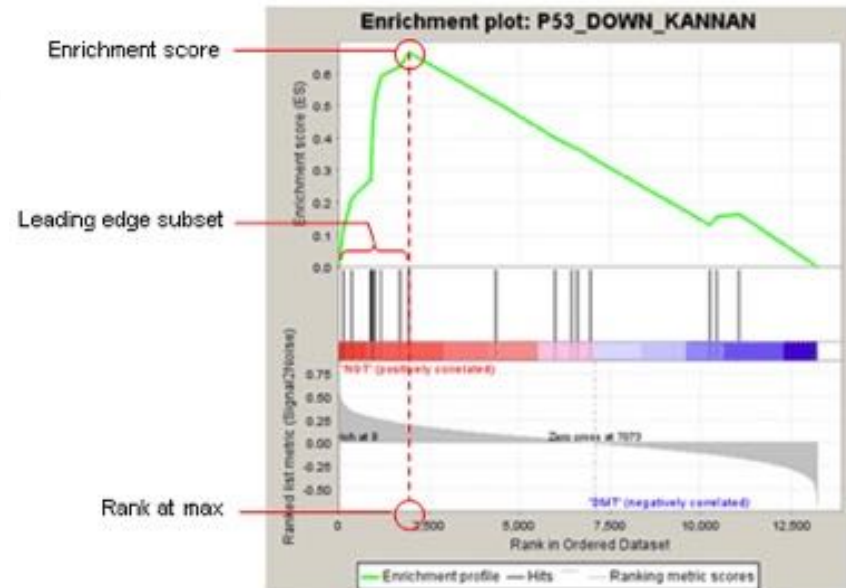 Enrichment plot: P53_DOWN_KANNAN
Enrichment score
Enrichment score (ES)
0.6
0.5
0.4
0.3
0.2
0.1
0.0
Leading edge subset
Ranked list metric (Signal2Noise)
(positively correlated)
0.75
0.50
0.25
0.00
-0.25
-0.50
Zero cross at 7073
(negatively correlated)
Rank at max
0 2,500 5,000 7,500 10,000 12,500
Rank in Ordered Dataset
Enrichment profile Hits Ranking metric scores